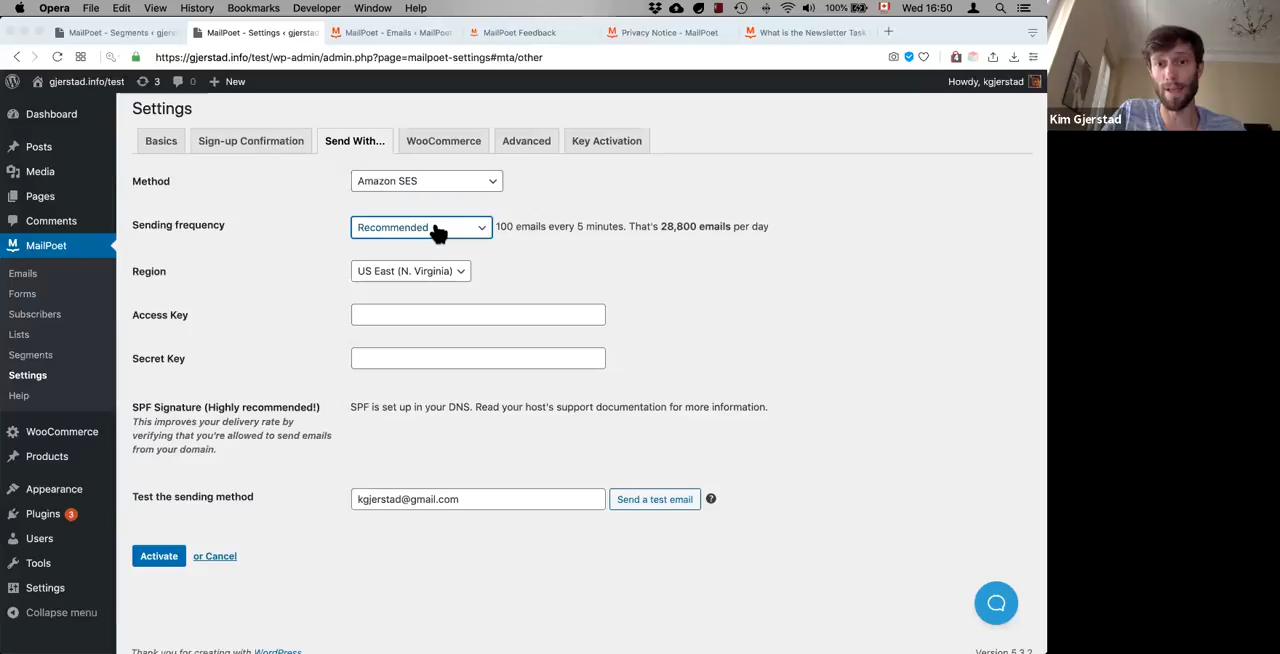 Opera File Edit View History Bookmarks Developer Window Help 100% Wed 16:50
MailPoet - Segments ‹ gjers MailPoet - Settings ‹ gjerstad MailPoet - Emails ‹ MailPoet MailPoet Feedback Privacy Notice - MailPoet What is the Newsletter Task
https://gjerstad.info/test/wp-admin/admin.php?page=mailpoet-settings#mta/other
gjerstad.info/test 3 0 New Howdy, kgjerstad
Kim Gjerstad
Dashboard
Posts
Media
Pages
Comments
MailPoet
Emails
Forms
Subscribers
Lists
Segments
Settings
Help
WooCommerce
Products
Appearance
Plugins 3
Users
Tools
Settings
Collapse menu
Settings
Basics Sign-up Confirmation Send With... WooCommerce Advanced Key Activation
Method Amazon SES
Sending frequency Recommended 100 emails every 5 minutes. That's 28,800 emails per day
Region US East (N. Virginia)
Access Key
Secret Key
SPF Signature (Highly recommended!) SPF is set up in your DNS. Read your host's support documentation for more information.
This improves your delivery rate by
verifying that you're allowed to send emails
from your domain.
Test the sending method kgjerstad@gmail.com Send a test email ?
Activate or Cancel
Thank you for creating with WordPress. Version 5.3.2